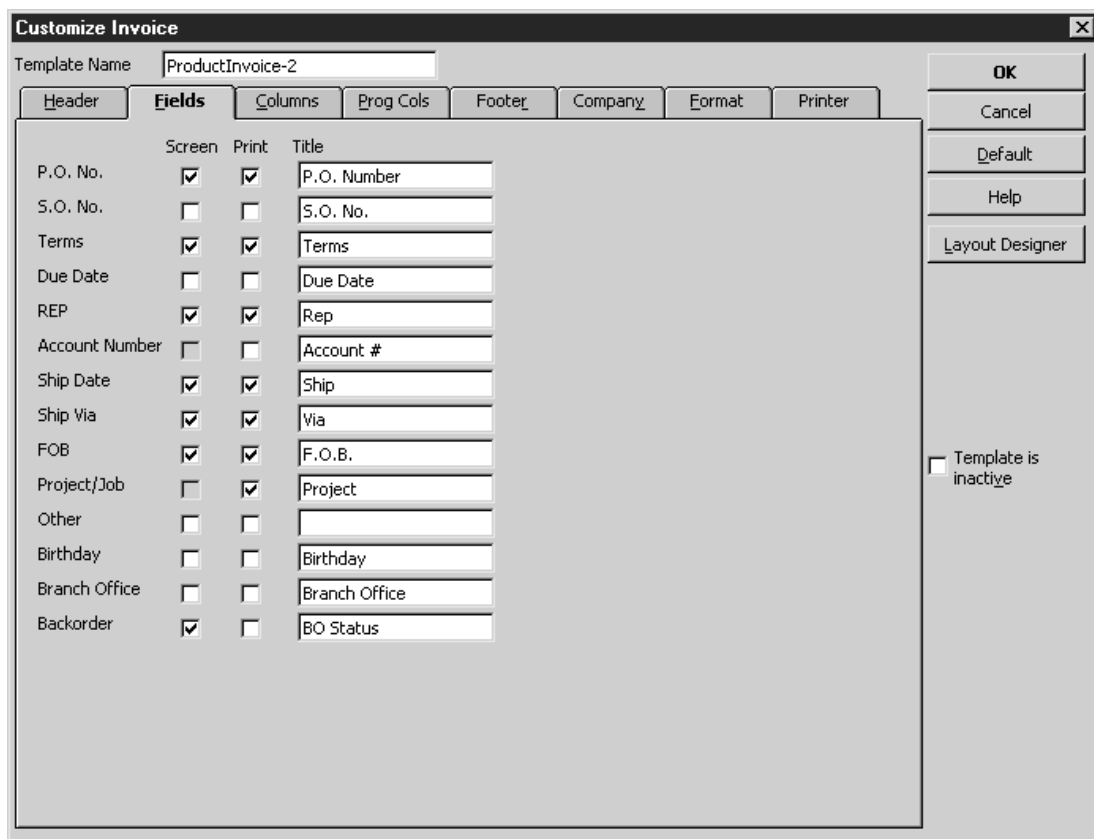 Customize Invoice
Template Name ProductInvoice-2
OK
Header Fields Columns Prog Cols Footer Company Format Printer
Cancel
Default
Help
Layout Designer
Screen Print Title
P.O. No. P.O. Number
S.O. No. S.O. No.
Terms Terms
Due Date Due Date
REP Rep
Account Number Account #
Ship Date Ship
Ship Via Via
FOB F.O.B.
Template is
inactive
Project/Job Project
Other
Birthday Birthday
Branch Office Branch Office
Backorder BO Status